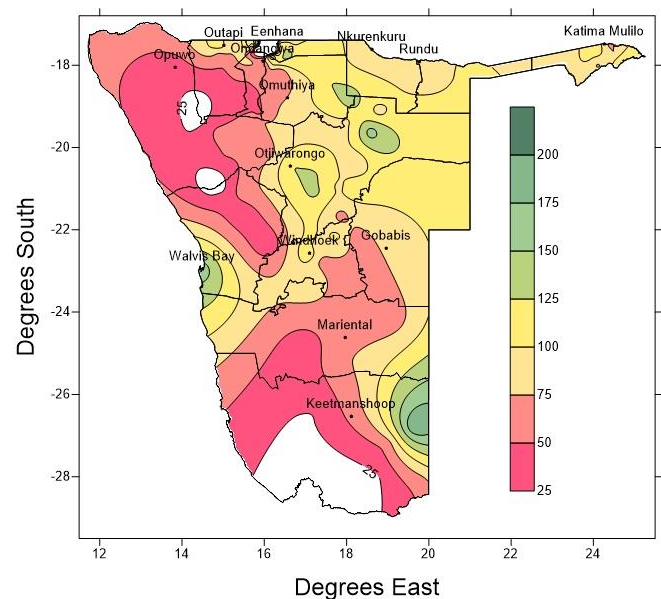 Outapi Eenhana
Nkurenkuru
Katima Mulilo
Opuwo Ondangwa
Rundu
Omuthiya
25
Otjiwarongo
Windhoek
Gobabis
Walvis Bay
Mariental
Keetmanshoop
25
-18
-20
-22
-24
-26
-28
Degrees South
12 14 16 18 20 22 24
Degrees East
200
175
150
125
100
75
50
25